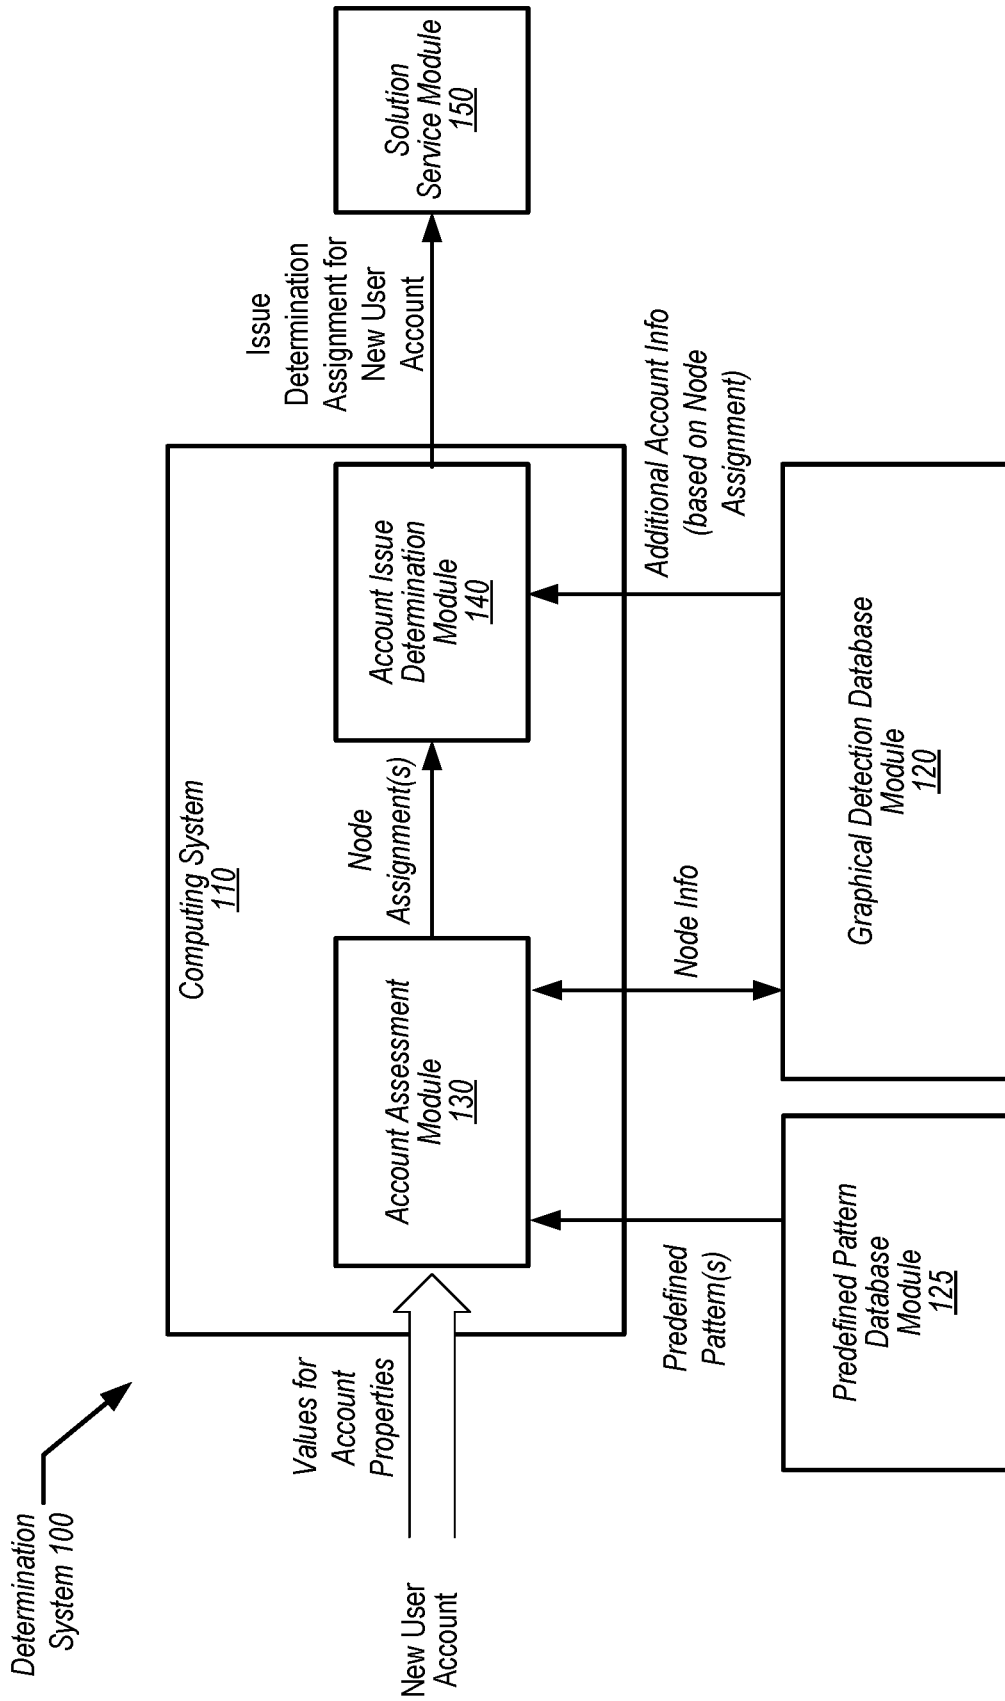 Determination
System 100
New User
Account
Values for
Account
Properties
Computing System
110
Account Assessment
Module
130
Node
Assignment(s)
Account Issue
Determination
Module
140
Issue
Determination
Assignment for
New User
Account
Solution
Service Module
150
Predefined
Pattern(s)
Node Info
Additional Account Info
(based on Node
Assignment)
Predefined Pattern
Database
Module
125
Graphical Detection Database
Module
120